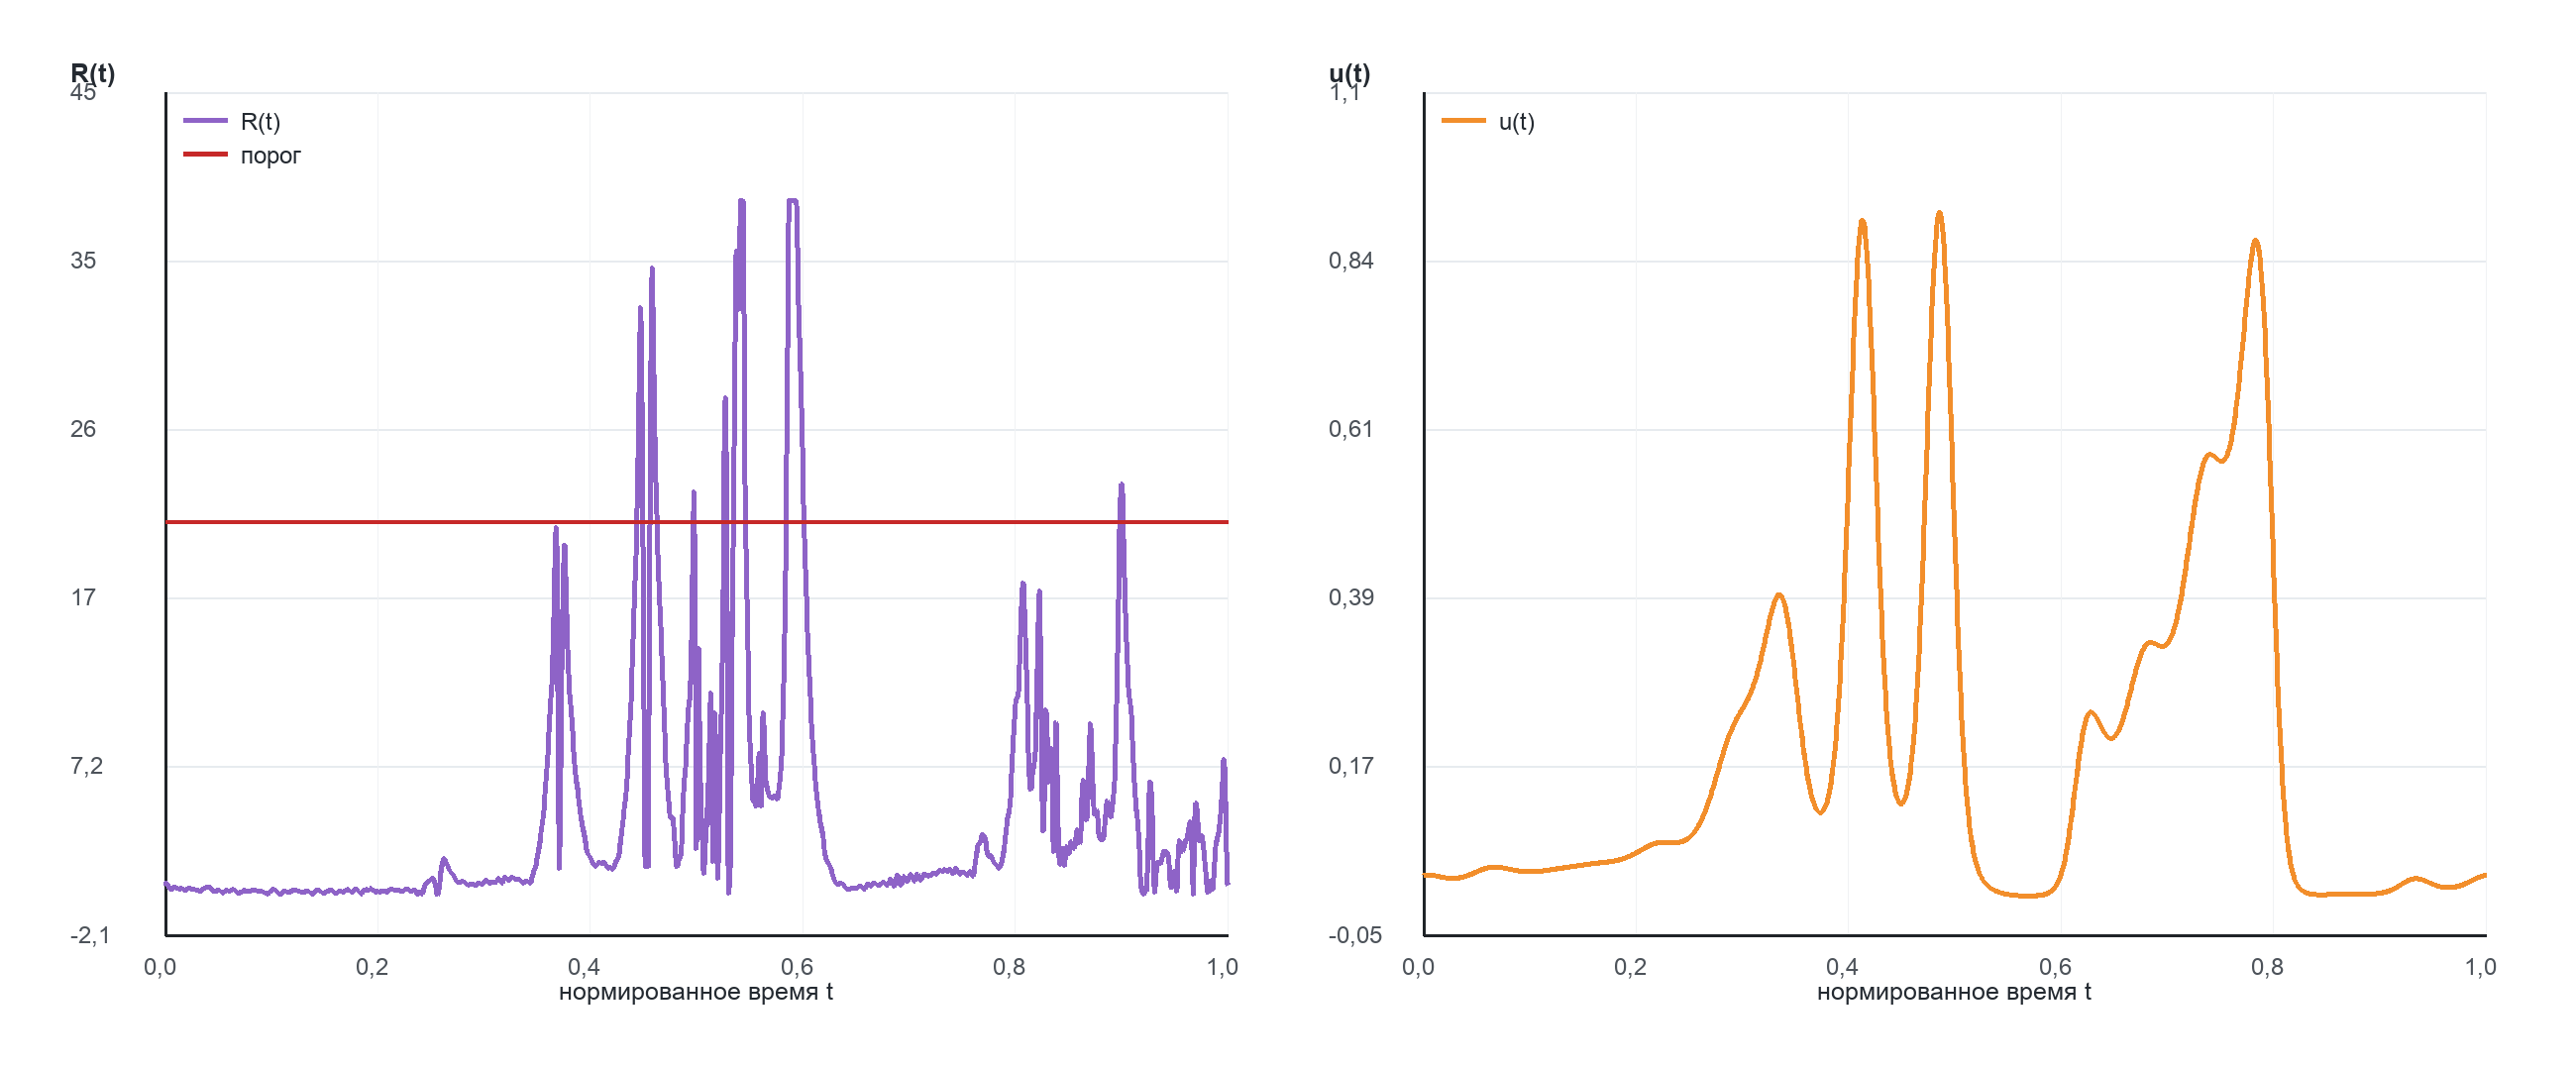 R(t)
45
R(t)
порог
35
26
17
7,2
-2,1
0,0 0,2 0,4 0,6 0,8 1,0
нормированное время t
u(t)
1,1
u(t)
0,84
0,61
0,39
0,17
-0,05
0,0 0,2 0,4 0,6 0,8 1,0
нормированное время t